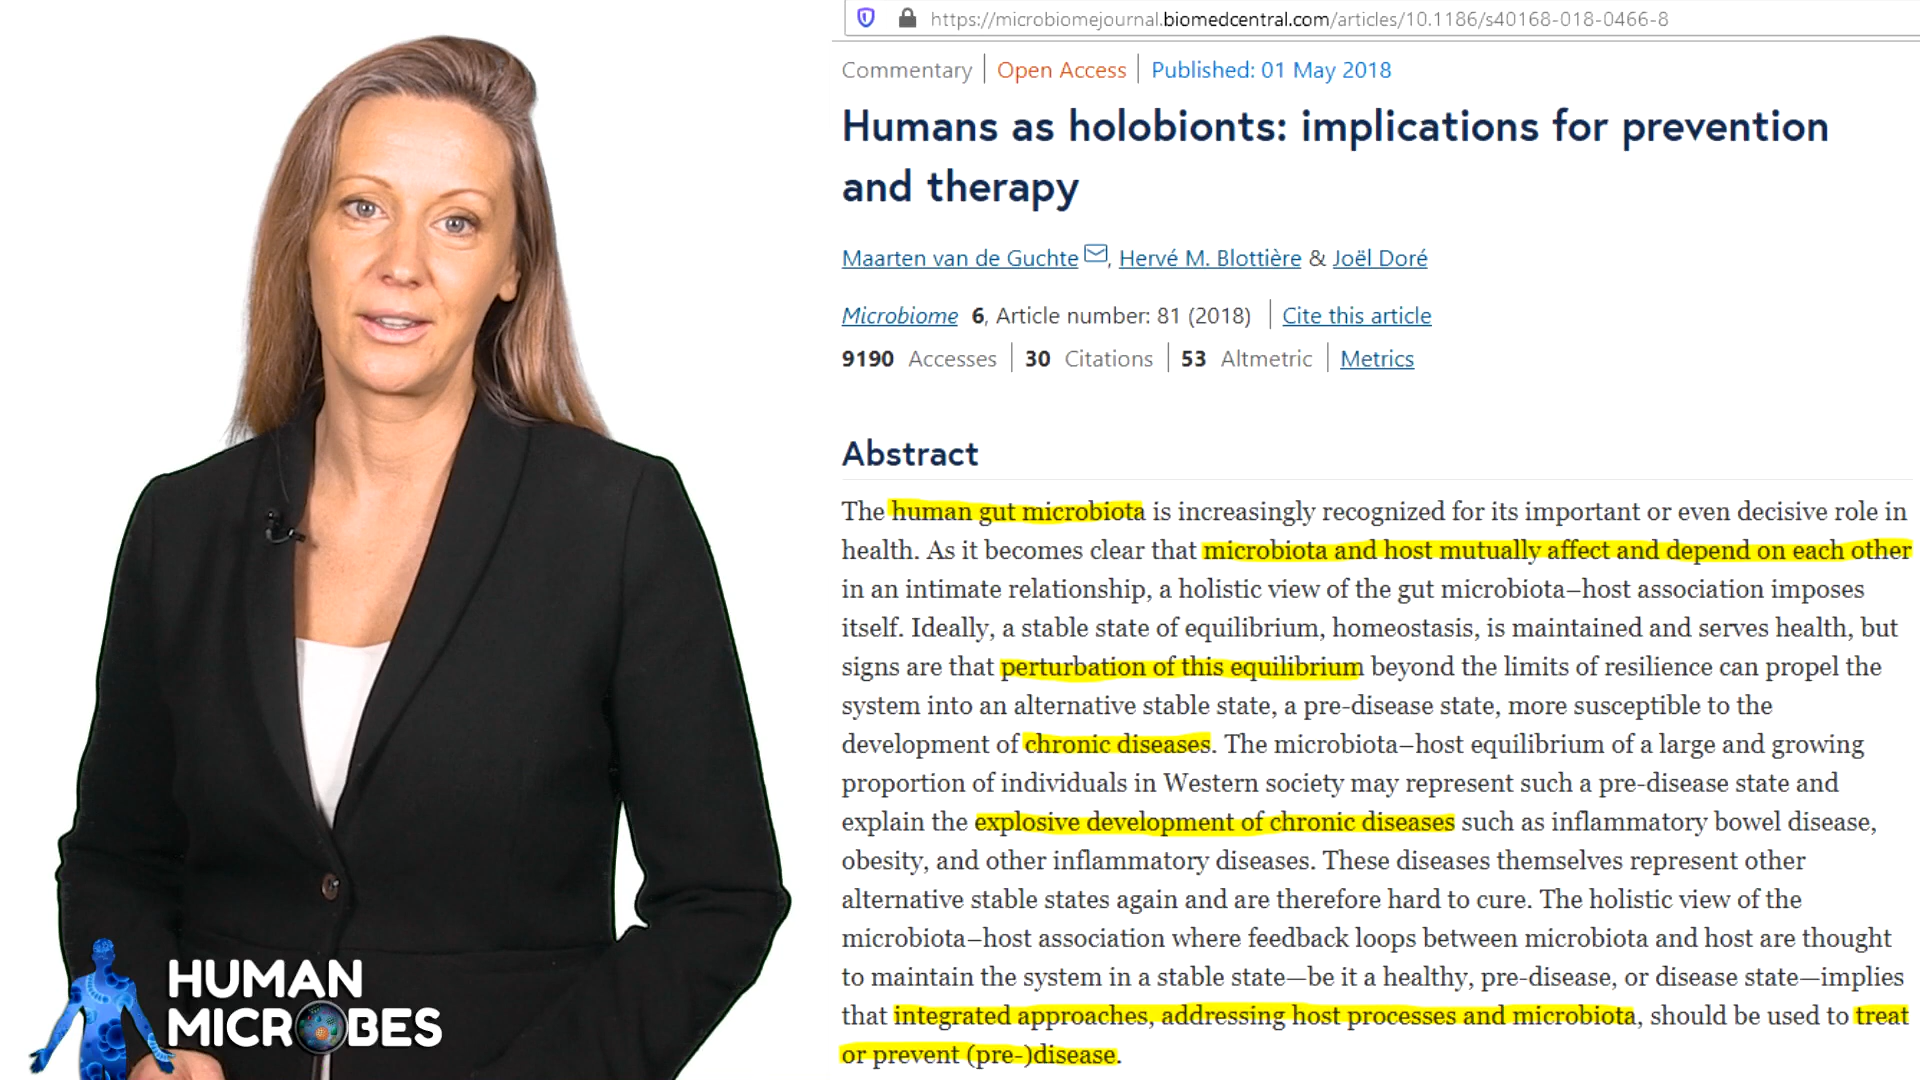 https://microbiomejournal.biomedcentral.com/articles/10.1186/s40168-018-0466-8
Commentary | Open Access | Published: 01 May 2018
Humans as holobionts: implications for prevention
and therapy
Maarten van de Guchte, Hervé M. Blottière & Joël Doré
Microbiome 6, Article number: 81 (2018) | Cite this article
9190 Accesses | 30 Citations | 53 Altmetric | Metrics
Abstract
The human gut microbiota is increasingly recognized for its important or even decisive role in
health. As it becomes clear that microbiota and host mutually affect and depend on each other
in an intimate relationship, a holistic view of the gut microbiota–host association imposes
itself. Ideally, a stable state of equilibrium, homeostasis, is maintained and serves health, but
signs are that perturbation of this equilibrium beyond the limits of resilience can propel the
system into an alternative stable state, a pre-disease state, more susceptible to the
development of chronic diseases. The microbiota–host equilibrium of a large and growing
proportion of individuals in Western society may represent such a pre-disease state and
explain the explosive development of chronic diseases such as inflammatory bowel disease,
obesity, and other inflammatory diseases. These diseases themselves represent other
alternative stable states again and are therefore hard to cure. The holistic view of the
microbiota–host association where feedback loops between microbiota and host are thought
to maintain the system in a stable state—be it a healthy, pre-disease, or disease state—implies
that integrated approaches, addressing host processes and microbiota, should be used to treat
or prevent (pre-)disease.
HUMAN
MICROBES